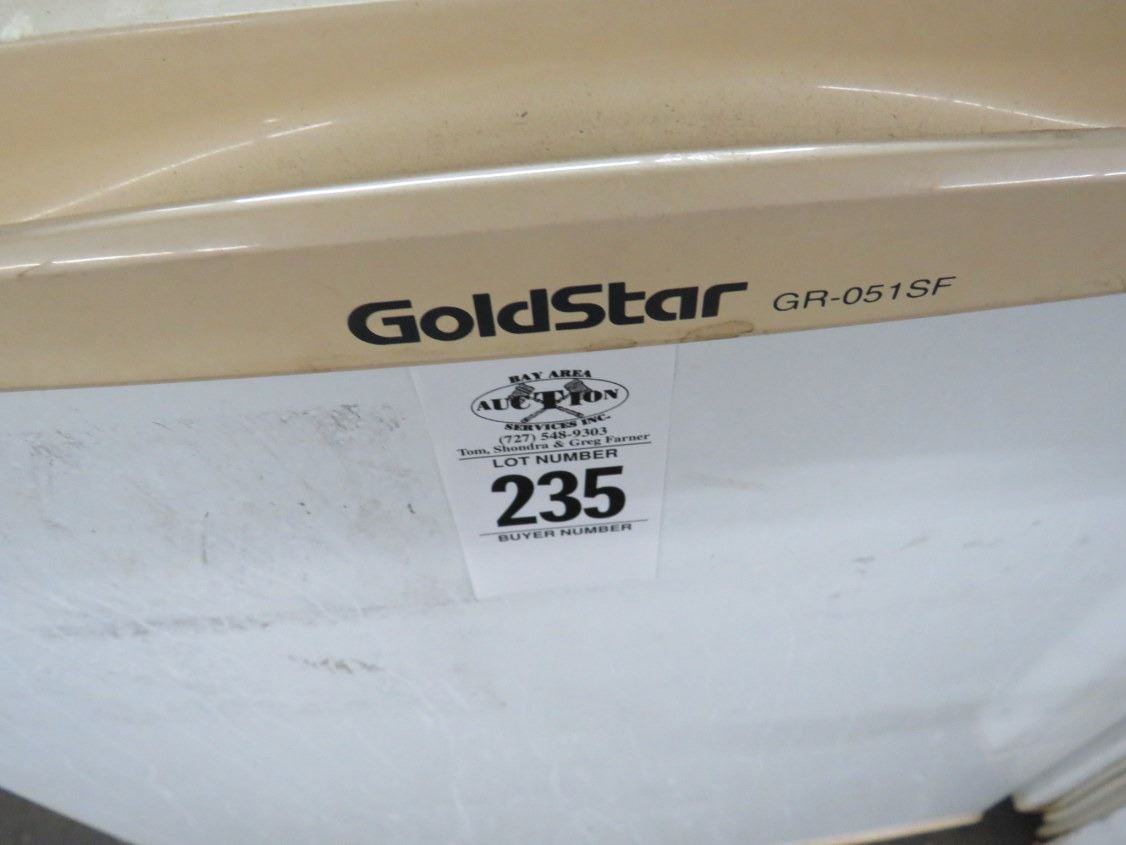 GoldStar GR-051SF
BAY AREA
AUCTION
SERVICES INC.
(727) 548-9303
Tom, Shondra & Greg Farner
LOT NUMBER
235
BUYER NUMBER